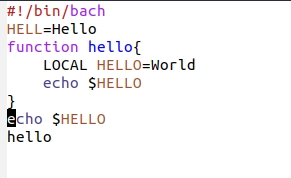 #!/bin/bach
HELL=Hello
function hello{
    LOCAL HELLO=World
    echo $HELLO
}
echo $HELLO
hello